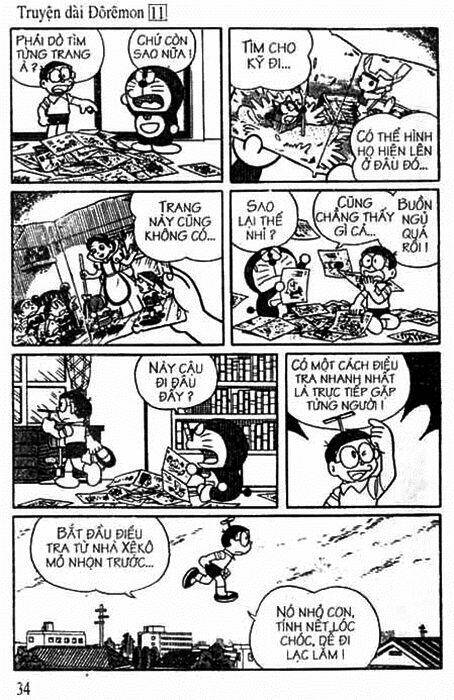 Truyện dài Đôrêmon 11
PHẢI DÒ TÌM
TỪNG TRANG
À ?
CHỨ CÒN
SAO NỮA !
TÌM CHO
KỸ ĐI...
CÓ THỂ HÌNH
HỌ HIỆN LÊN
Ở ĐÂU ĐÓ...
TRANG
NÀY CŨNG
KHÔNG CÓ...
SAO
LẠI THẾ
NHỈ ?
CŨNG
CHẲNG THẤY
GÌ CẢ...
BUỒN
NGỦ
QUÁ
RỒI !
NÀY CẬU
ĐI ĐÂU
ĐẤY ?
CÓ MỘT CÁCH ĐIỀU
TRA NHANH NHẤT
LÀ TRỰC TIẾP GẶP
TỪNG NGƯỜI !
BẮT ĐẦU ĐIỀU
TRA TỪ NHÀ XÊKÔ
MỎ NHỌN TRƯỚC...
NÓ NHỎ CON,
TÍNH NẾT LÓC
CHÓC, DỄ ĐI
LẠC LẮM !
34